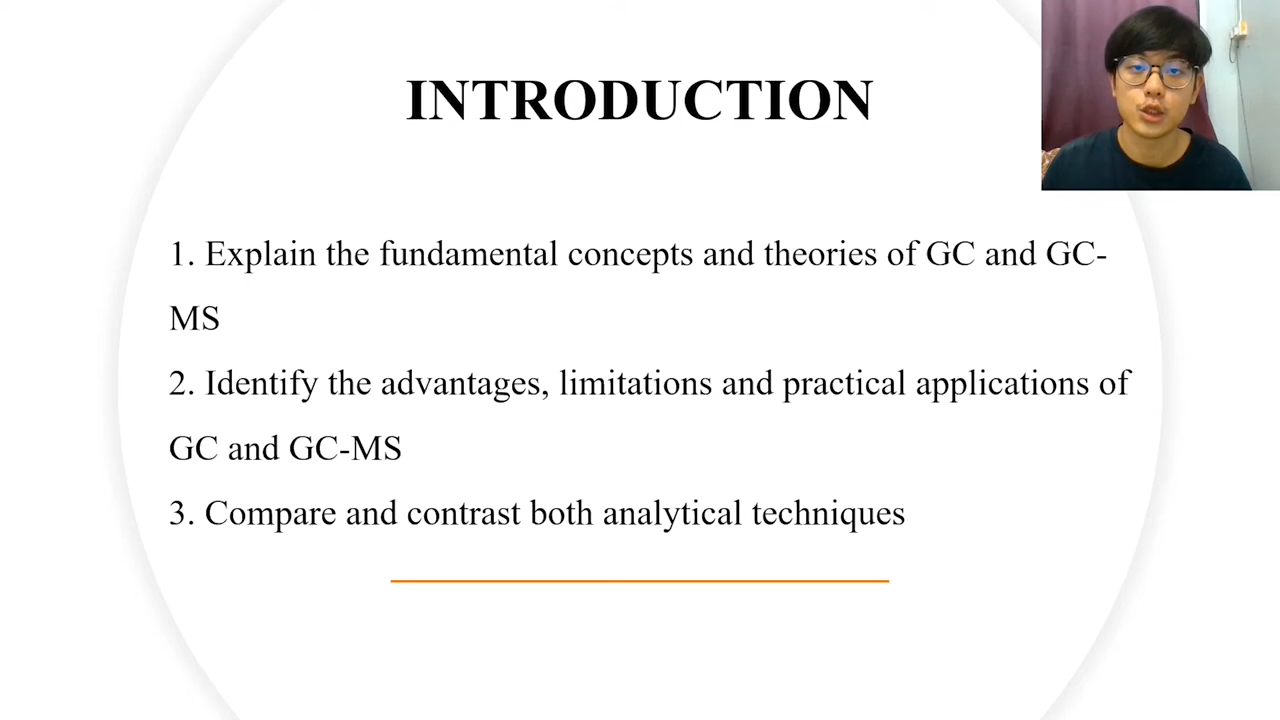 INTRODUCTION
1. Explain the fundamental concepts and theories of GC and GC-
MS
2. Identify the advantages, limitations and practical applications of
GC and GC-MS
3. Compare and contrast both analytical techniques